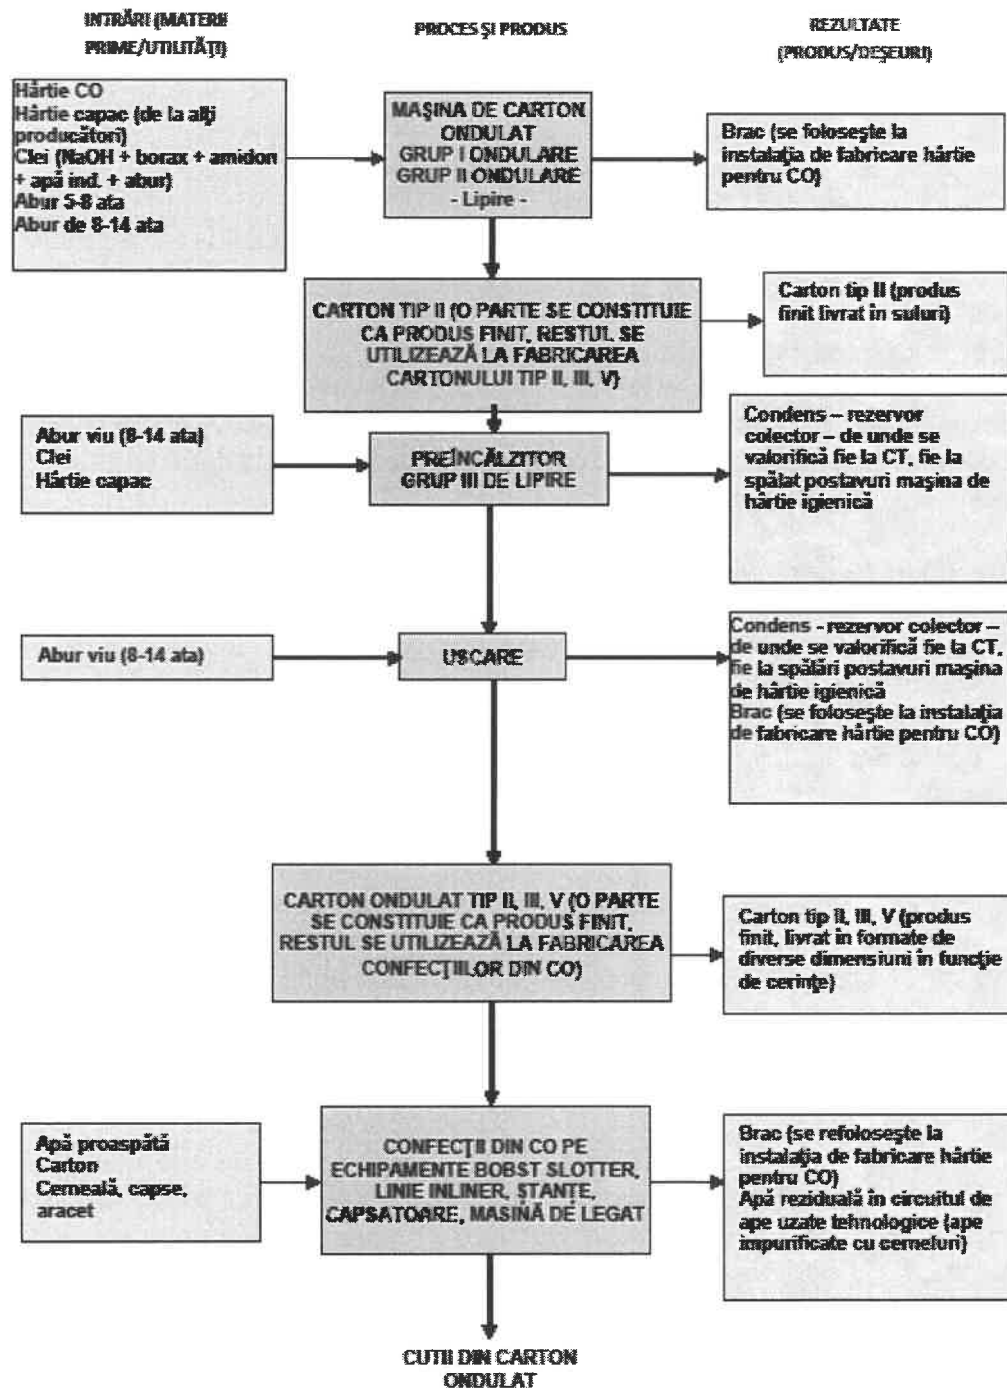 INTRĂRI (MATERII
PRIME/UTILITĂŢI)
PROCES ŞI PRODUS
REZULTATE
(PRODUS/DEŞEURI)
Hârtie CO
Hârtie capac (de la alţi
producători)
Clei (NaOH + borax + amidon
+ apă ind. + abur)
Abur 5-8 ata
Abur de 8-14 ata
MAŞINA DE CARTON
ONDULAT
GRUP I ONDULARE
GRUP II ONDULARE
- Lipire -
Brac (se foloseşte la
instalaţia de fabricare hârtie
pentru CO)
CARTON TIP II (O PARTE SE CONSTITUIE
CA PRODUS FINIT, RESTUL SE
UTILIZEAZĂ LA FABRICAREA
CARTONULUI TIP II, III, V)
Carton tip II (produs
finit livrat în suluri)
Abur viu (8-14 ata)
Clei
Hârtie capac
PREÎNCĂLZITOR
GRUP III DE LIPIRE
Condens – rezervor
colector – de unde se
valorifică fie la CT, fie la
spălat postavuri maşina de
hârtie igienică
Abur viu (8-14 ata)
USCARE
Condens - rezervor colector –
de unde se valorifică fie la CT,
fie la spălări postavuri maşina
de hârtie igienică
Brac (se foloseşte la instalaţia
de fabricare hârtie pentru CO)
CARTON ONDULAT TIP II, III, V (O PARTE
SE CONSTITUIE CA PRODUS FINIT,
RESTUL SE UTILIZEAZĂ LA FABRICAREA
CONFECŢIILOR DIN CO)
Carton tip II, III, V (produs
finit, livrat în formate de
diverse dimensiuni în funcţie
de cerinţe)
Apă proaspătă
Carton
Cerneală, capse,
aracet
CONFECŢII DIN CO PE
ECHIPAMENTE BOBST SLOTTER,
LINIE INLINER, ŞTANŢE,
CAPSATOARE, MASINĂ DE LEGAT
Brac (se refoloseşte la
instalaţia de fabricare hârtie
pentru CO)
Apă reziduală în circuitul de
ape uzate tehnologice (ape
impurificate cu cerneluri)
CUTII DIN CARTON
ONDULAT